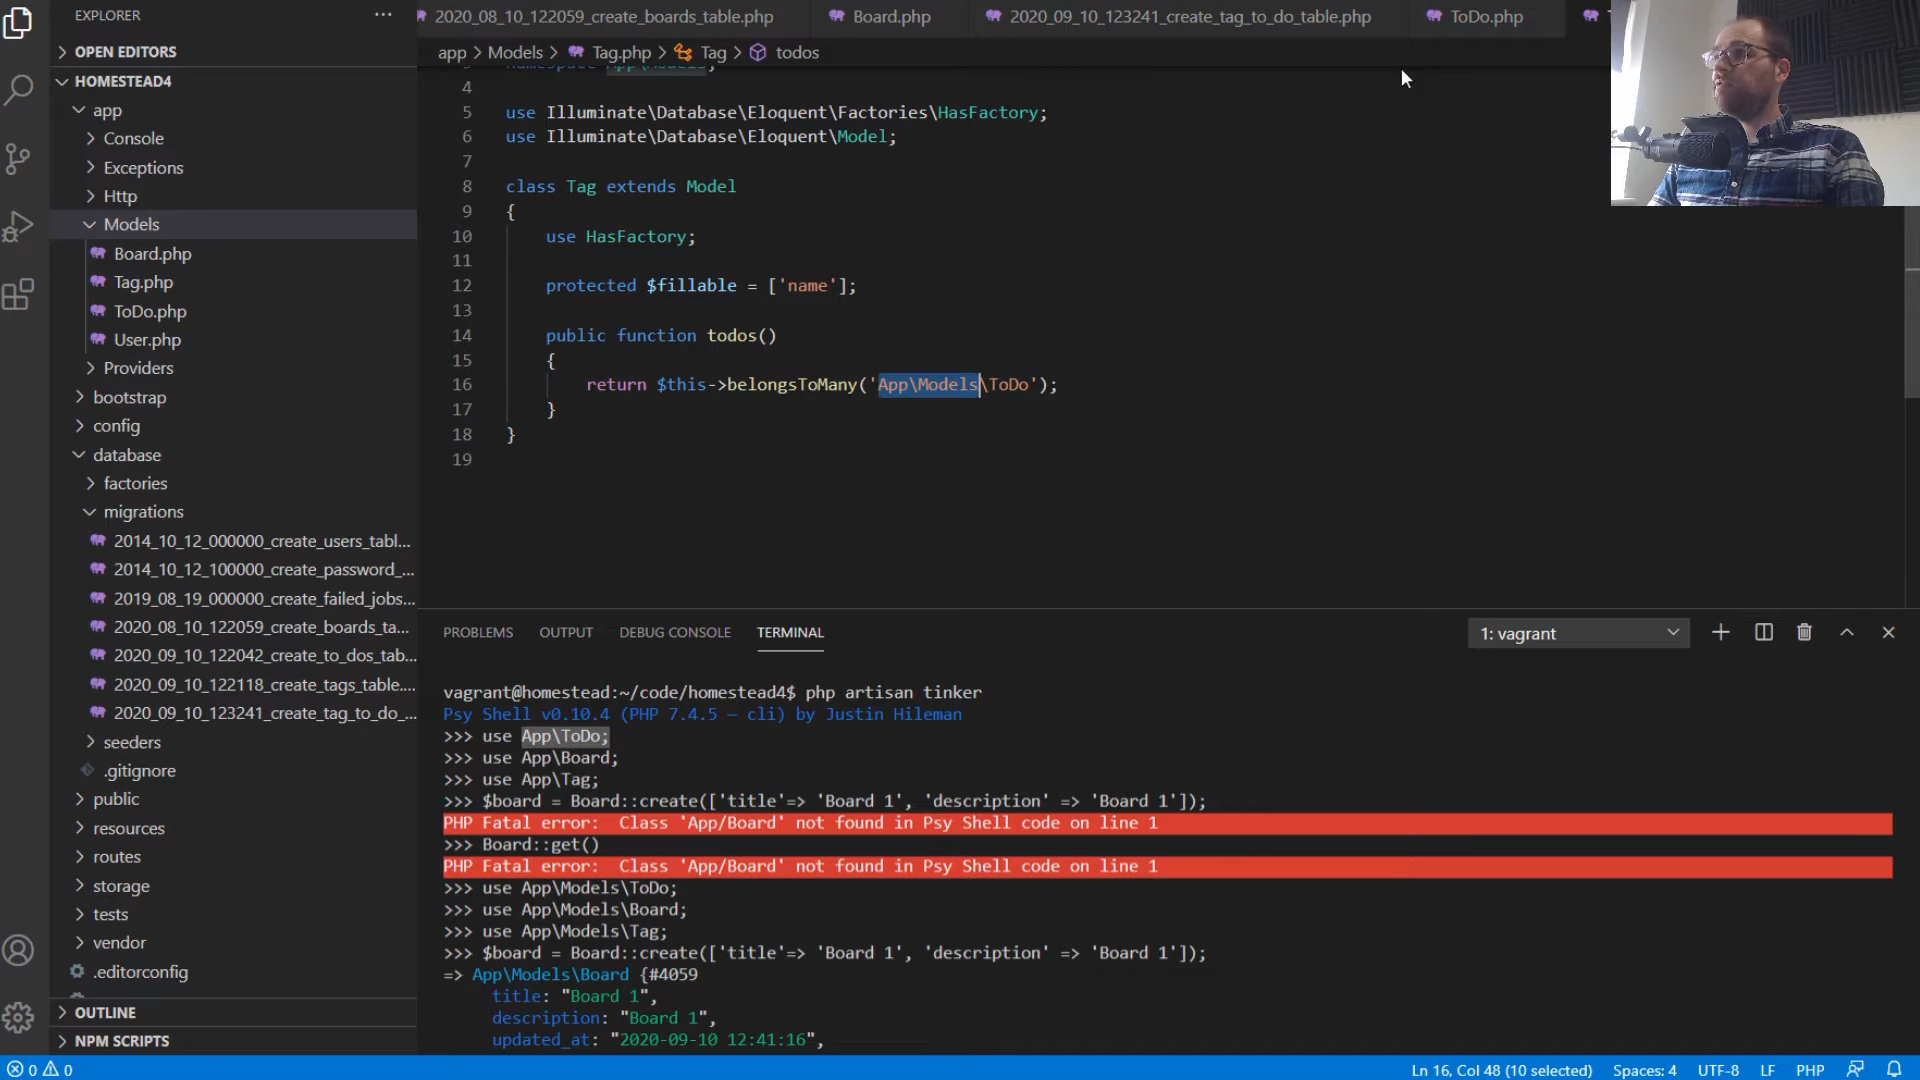 EXPLORER
OPEN EDITORS
HOMESTEAD4
app
Console
Exceptions
Http
Models
Board.php
Tag.php
ToDo.php
User.php
Providers
bootstrap
config
database
factories
migrations
2014_10_12_000000_create_users_tabl...
2014_10_12_100000_create_password_...
2019_08_19_000000_create_failed_jobs...
2020_08_10_122059_create_boards_ta...
2020_09_10_122042_create_to_dos_tab...
2020_09_10_122118_create_tags_table....
2020_09_10_123241_create_tag_to_do_...
seeders
.gitignore
public
resources
routes
storage
tests
vendor
.editorconfig
OUTLINE
NPM SCRIPTS
2020_08_10_122059_create_boards_table.php
Board.php
2020_09_10_123241_create_tag_to_do_table.php
ToDo.php
app > Models > Tag.php > Tag > todos
namespace App\Models;
4
5 use Illuminate\Database\Eloquent\Factories\HasFactory;
6 use Illuminate\Database\Eloquent\Model;
7
8 class Tag extends Model
9 {
10 use HasFactory;
11
12 protected $fillable = ['name'];
13
14 public function todos()
15 {
16 return $this->belongsToMany('App\Models\ToDo');
17 }
18 }
19
PROBLEMS OUTPUT DEBUG CONSOLE TERMINAL
1: vagrant
vagrant@homestead:~/code/homestead4$ php artisan tinker
Psy Shell v0.10.4 (PHP 7.4.5 — cli) by Justin Hileman
>>> use App\ToDo;
>>> use App\Board;
>>> use App\Tag;
>>> $board = Board::create(['title'=> 'Board 1', 'description' => 'Board 1']);
PHP Fatal error:  Class 'App/Board' not found in Psy Shell code on line 1
>>> Board::get()
PHP Fatal error:  Class 'App/Board' not found in Psy Shell code on line 1
>>> use App\Models\ToDo;
>>> use App\Models\Board;
>>> use App\Models\Tag;
>>> $board = Board::create(['title'=> 'Board 1', 'description' => 'Board 1']);
=> App\Models\Board {#4059
title: "Board 1",
description: "Board 1",
updated_at: "2020-09-10 12:41:16",
0 0
Ln 16, Col 48 (10 selected) Spaces: 4 UTF-8 LF PHP